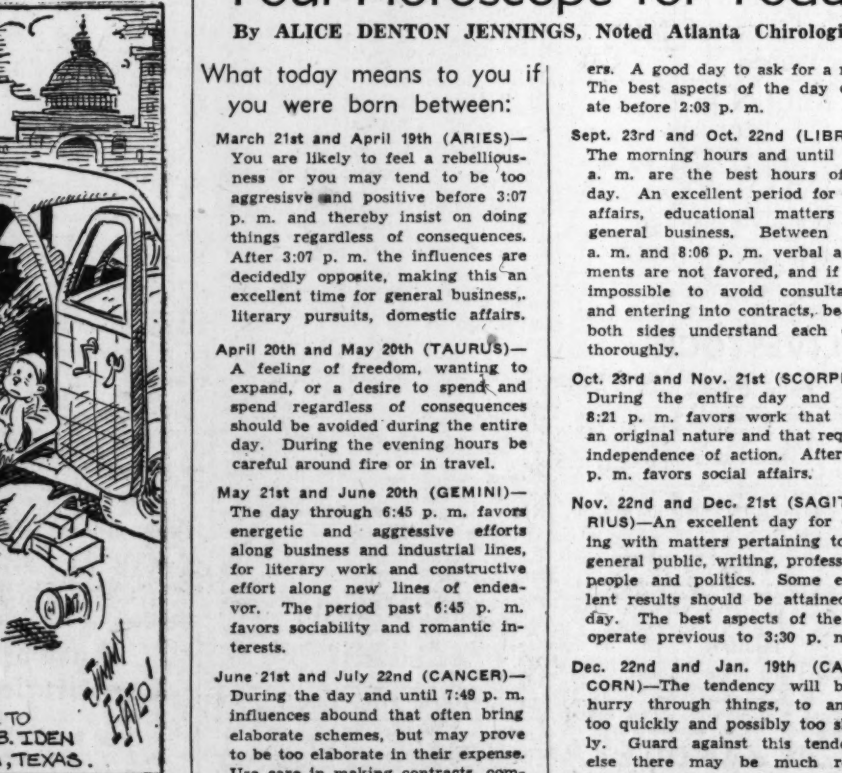 Your Horoscope for Today
By ALICE DENTON JENNINGS, Noted Atlanta Chirologi
What today means to you if
you were born between:
March 21st and April 19th (ARIES)—
You are likely to feel a rebellious-
ness or you may tend to be too
aggresisve and positive before 3:07
p. m. and thereby insist on doing
things regardless of consequences.
After 3:07 p. m. the influences are
decidedly opposite, making this an
excellent time for general business,
literary pursuits, domestic affairs.
April 20th and May 20th (TAURUS)—
A feeling of freedom, wanting to
expand, or a desire to spend and
spend regardless of consequences
should be avoided during the entire
day. During the evening hours be
careful around fire or in travel.
May 21st and June 20th (GEMINI)—
The day through 6:45 p. m. favors
energetic and aggressive efforts
along business and industrial lines,
for literary work and constructive
effort along new lines of endea-
vor. The period past 6:45 p. m.
favors sociability and romantic in-
terests.
June 21st and July 22nd (CANCER)—
During the day and until 7:49 p. m.
influences abound that often bring
elaborate schemes, but may prove
to be too elaborate in their expense.
Use care in making contracts, com-
ers. A good day to ask for a
The best aspects of the day
ate before 2:03 p. m.
Sept. 23rd and Oct. 22nd (LIBR
The morning hours and until
a. m. are the best hours of
day. An excellent period for
affairs, educational matters
general business. Between
a. m. and 8:06 p. m. verbal a
ments are not favored, and if
impossible to avoid consulta
and entering into contracts, be
both sides understand each
thoroughly.
Oct. 23rd and Nov. 21st (SCORPI
During the entire day and
8:21 p. m. favors work that
an original nature and that req
independence of action. After
p. m. favors social affairs.
Nov. 22nd and Dec. 21st (SAGIT
RIUS)—An excellent day for
ing with matters pertaining to
general public, writing, profess
people and politics. Some e
lent results should be attained
day. The best aspects of the
operate previous to 3:30 p. m
Dec. 22nd and Jan. 19th (CA
CORN)—The tendency will b
hurry through things, to an
too quickly and possibly too s
ly. Guard against this tend
else there may be much r
JIMMY
HATLO
TO
B. IDEN
, TEXAS.